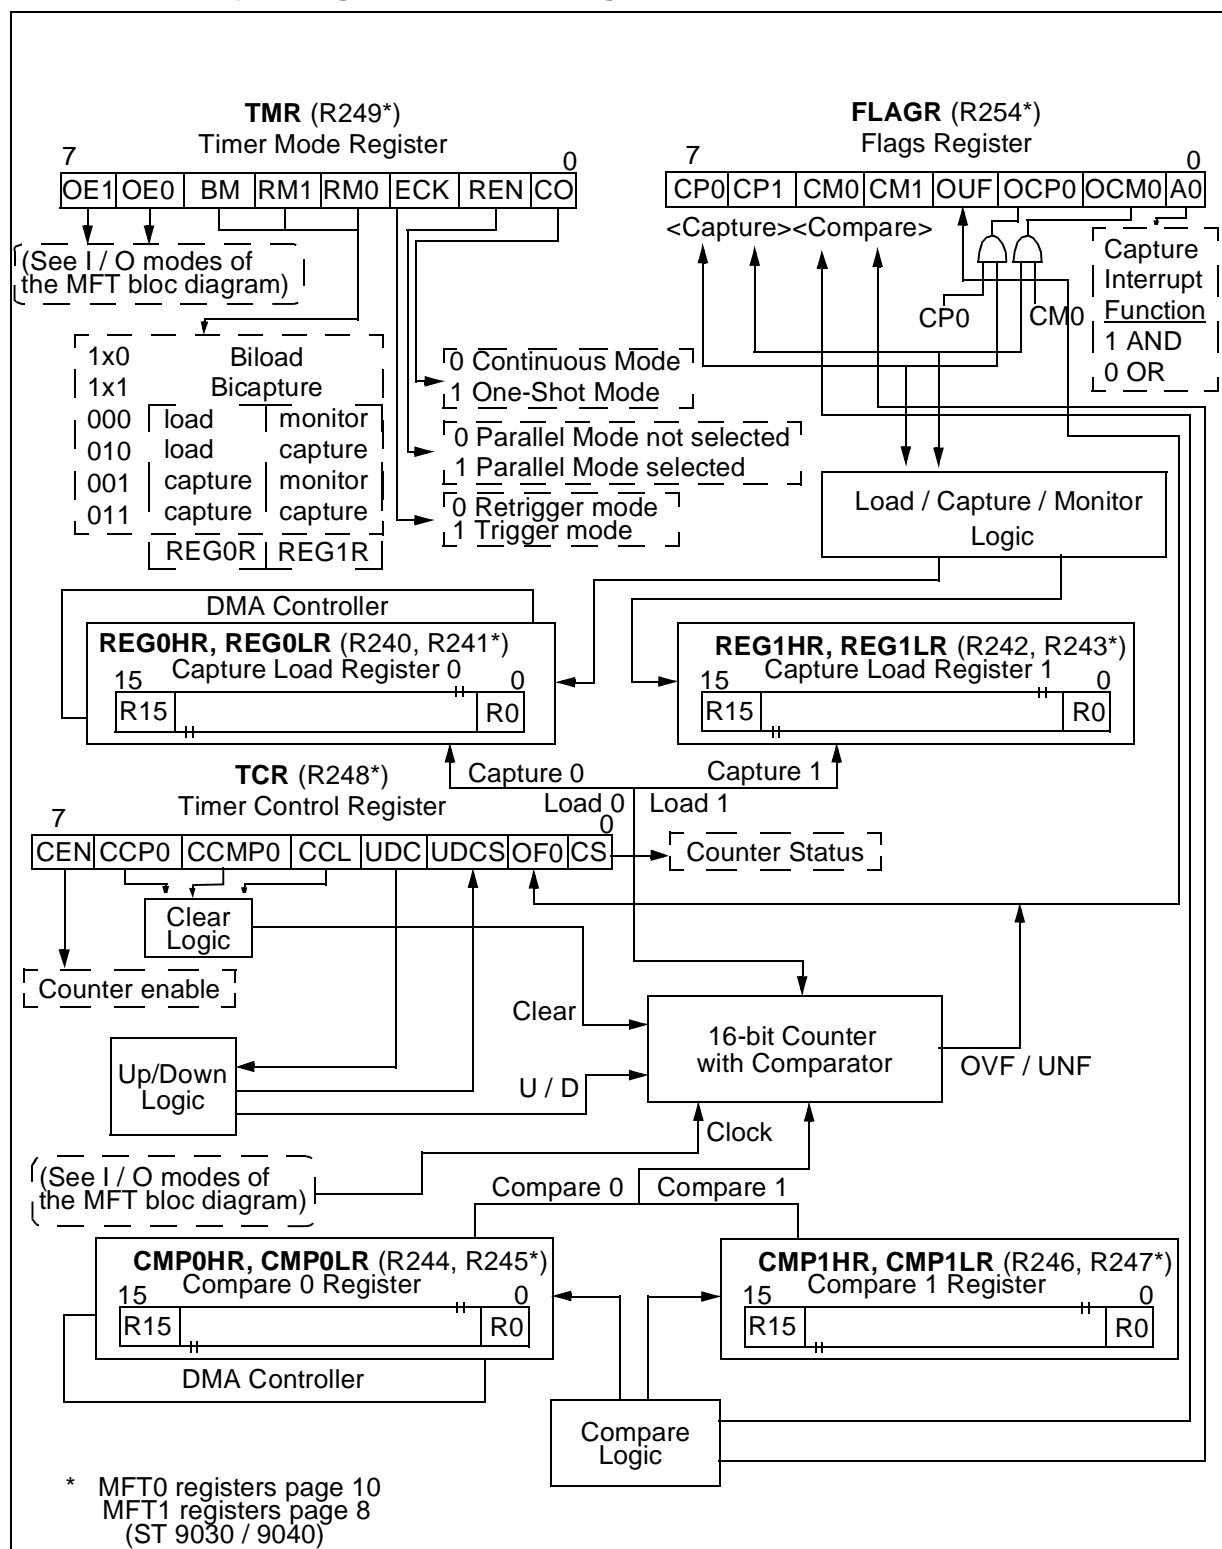 TMR (R249*)
Timer Mode Register
7 0
OE1 OE0 BM RM1 RM0 ECK REN CO
(See I / O modes of
the MFT bloc diagram)
1x0 Biload
1x1 Bicapture
000 load monitor
010 load capture
001 capture monitor
011 capture capture
REG0R REG1R
0 Continuous Mode
1 One-Shot Mode
0 Parallel Mode not selected
1 Parallel Mode selected
0 Retrigger mode
1 Trigger mode
FLAGR (R254*)
Flags Register
7 0
CP0 CP1 CM0 CM1 OUF OCP0 OCM0 A0
<Capture><Compare>
CP0 CM0
Capture
Interrupt
Function
1 AND
0 OR
Load / Capture / Monitor
Logic
DMA Controller
REG0HR, REG0LR (R240, R241*)
Capture Load Register 0
15 0
R15 R0
REG1HR, REG1LR (R242, R243*)
Capture Load Register 1
15 0
R15 R0
Capture 0 Capture 1
Load 0 Load 1
TCR (R248*)
Timer Control Register
7 0
CEN CCP0 CCMP0 CCL UDC UDCS OF0 CS
Counter Status
Clear
Logic
Counter enable
Clear
16-bit Counter
with Comparator
OVF / UNF
Up/Down
Logic
U / D
Clock
(See I / O modes of
the MFT bloc diagram)
Compare 0 Compare 1
CMP0HR, CMP0LR (R244, R245*)
Compare 0 Register
15 0
R15 R0
DMA Controller
CMP1HR, CMP1LR (R246, R247*)
Compare 1 Register
15 0
R15 R0
Compare
Logic
* MFT0 registers page 10
MFT1 registers page 8
(ST 9030 / 9040)